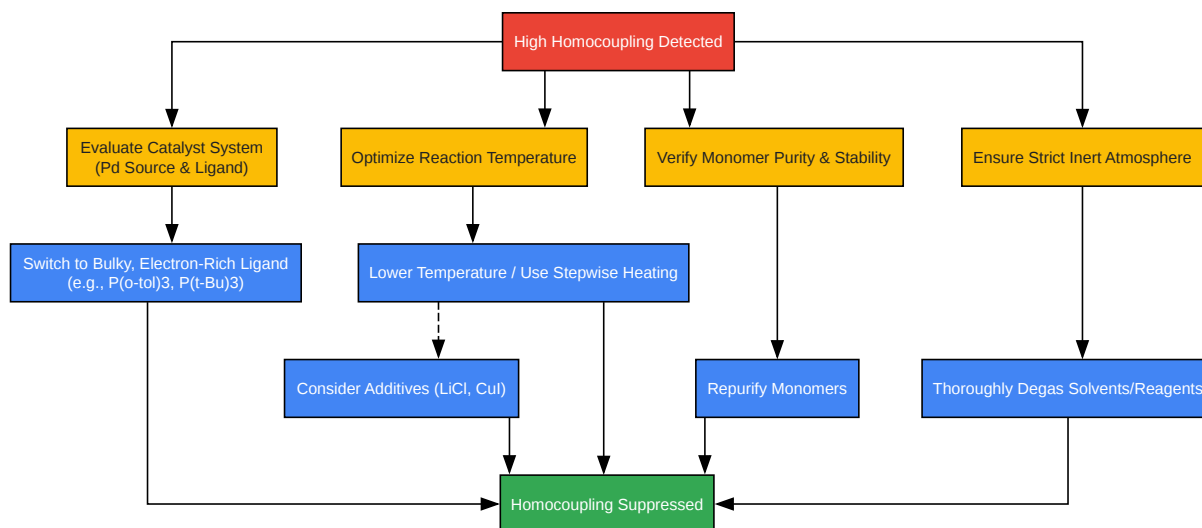 High Homocoupling Detected
Evaluate Catalyst System
(Pd Source & Ligand)
Optimize Reaction Temperature
Verify Monomer Purity & Stability
Ensure Strict Inert Atmosphere
Switch to Bulky, Electron-Rich Ligand
(e.g., P(o-tol)3, P(t-Bu)3)
Lower Temperature / Use Stepwise Heating
Consider Additives (LiCl, CuI)
Repurify Monomers
Thoroughly Degas Solvents/Reagents
Homocoupling Suppressed